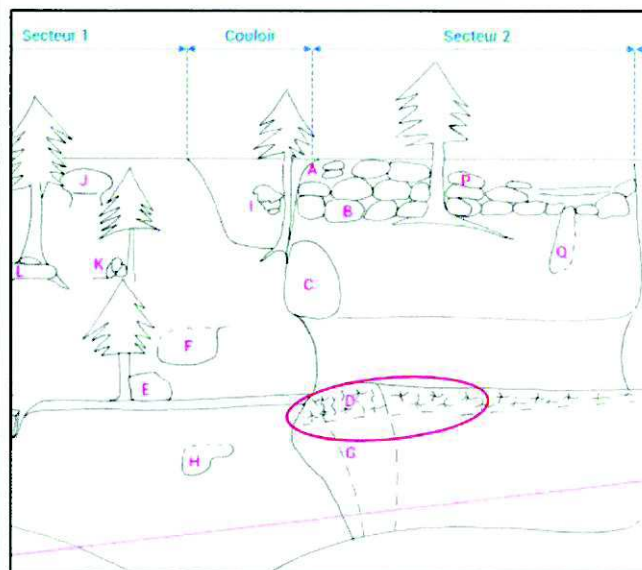 Secteur 1 Couloir Secteur 2
A
J P
I B
K Q
L C
F
E D
G
H